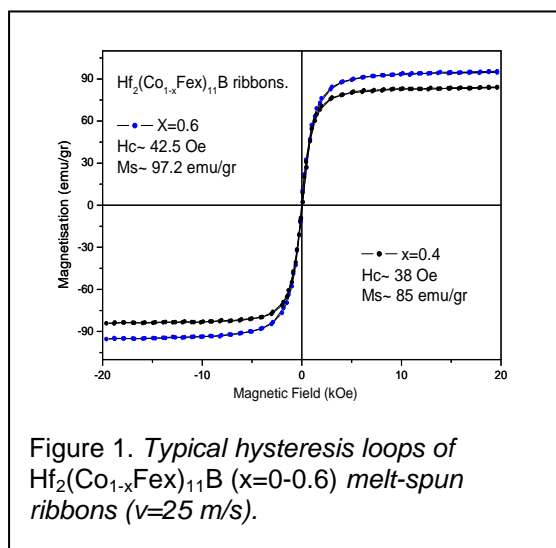 Hf₂(Co₁₋ₓFex)₁₁B ribbons.
X=0.6
Hc~ 42.5 Oe
Ms~ 97.2 emu/gr
x=0.4
Hc~ 38 Oe
Ms~ 85 emu/gr
Magnetisation (emu/gr)
90
60
30
0
-30
-60
-90
-20 -10 0 10 20
Magnetic Field (kOe)
Figure 1. Typical hysteresis loops of
Hf₂(Co₁₋ₓFex)₁₁B (x=0-0.6) melt-spun
ribbons (v=25 m/s).